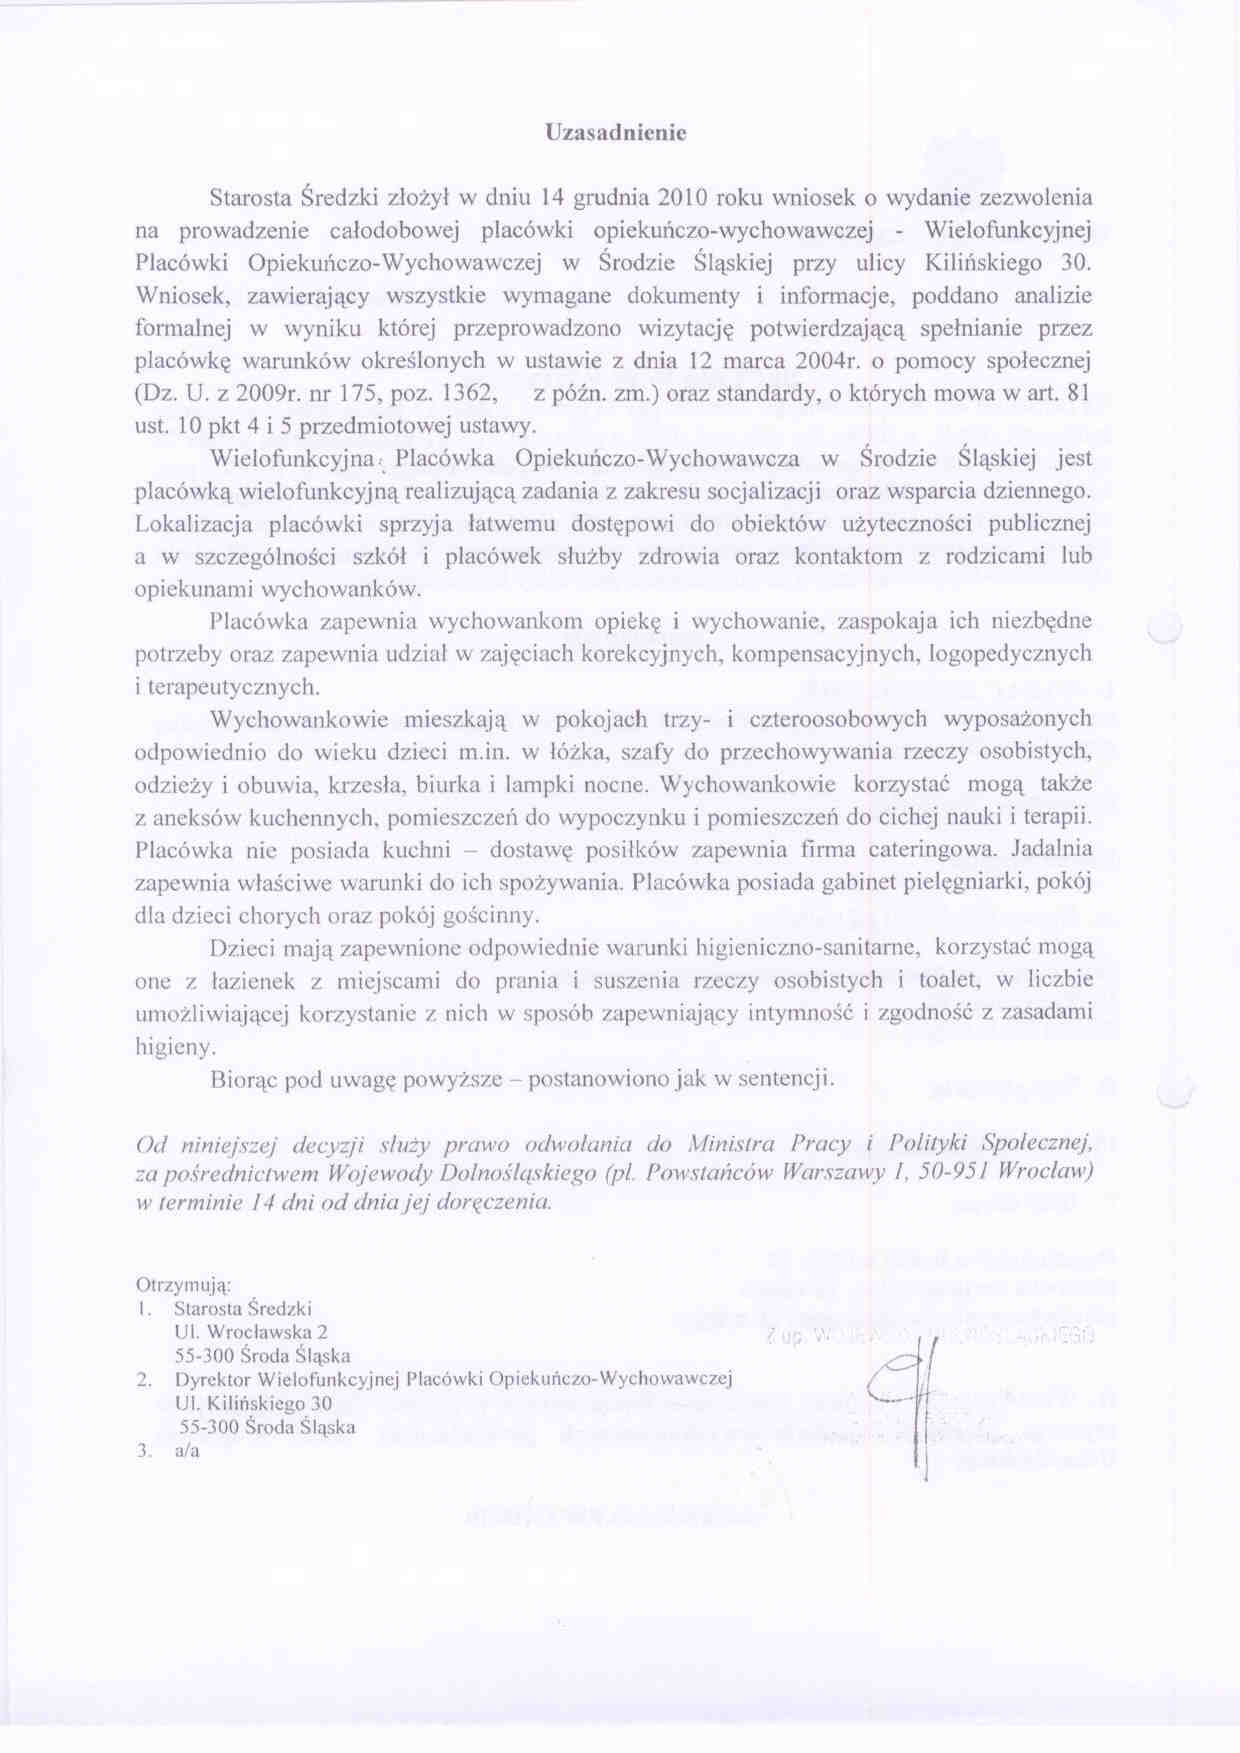 Uzasadnienie
Starosta Średzki złożył w dniu 14 grudnia 2010 roku wniosek o wydanie zezwolenia
na prowadzenie całodobowej placówki opiekuńczo-wychowawczej - Wielofunkcyjnej
Placówki Opiekuńczo-Wychowawczej w Środzie Śląskiej przy ulicy Kilińskiego 30.
Wniosek, zawierający wszystkie wymagane dokumenty i informacje, poddano analizie
formalnej w wyniku której przeprowadzono wizytację potwierdzającą spełnianie przez
placówkę warunków określonych w ustawie z dnia 12 marca 2004r. o pomocy społecznej
(Dz. U. z 2009r. nr 175, poz. 1362, z późn. zm.) oraz standardy, o których mowa w art. 81
ust. 10 pkt 4 i 5 przedmiotowej ustawy.
Wielofunkcyjna Placówka Opiekuńczo-Wychowawcza w Środzie Śląskiej jest
placówką wielofunkcyjną realizującą zadania z zakresu socjalizacji oraz wsparcia dziennego.
Lokalizacja placówki sprzyja łatwemu dostępowi do obiektów użyteczności publicznej
a w szczególności szkół i placówek służby zdrowia oraz kontaktom z rodzicami lub
opiekunami wychowanków.
Placówka zapewnia wychowankom opiekę i wychowanie, zaspokaja ich niezbędne
potrzeby oraz zapewnia udział w zajęciach korekcyjnych, kompensacyjnych, logopedycznych
i terapeutycznych.
Wychowankowie mieszkają w pokojach trzy- i czteroosobowych wyposażonych
odpowiednio do wieku dzieci m.in. w łóżka, szafy do przechowywania rzeczy osobistych,
odzieży i obuwia, krzesła, biurka i lampki nocne. Wychowankowie korzystać mogą także
z aneksów kuchennych, pomieszczeń do wypoczynku i pomieszczeń do cichej nauki i terapii.
Placówka nie posiada kuchni – dostawę posiłków zapewnia firma cateringowa. Jadalnia
zapewnia właściwe warunki do ich spożywania. Placówka posiada gabinet pielęgniarki, pokój
dla dzieci chorych oraz pokój gościnny.
Dzieci mają zapewnione odpowiednie warunki higieniczno-sanitarne, korzystać mogą
one z łazienek z miejscami do prania i suszenia rzeczy osobistych i toalet, w liczbie
umożliwiającej korzystanie z nich w sposób zapewniający intymność i zgodność z zasadami
higieny.
Biorąc pod uwagę powyższe – postanowiono jak w sentencji.
Od niniejszej decyzji służy prawo odwołania do Ministra Pracy i Polityki Społecznej,
za pośrednictwem Wojewody Dolnośląskiego (pl. Powstańców Warszawy 1, 50-951 Wrocław)
w terminie 14 dni od dnia jej doręczenia.
Otrzymują:
1. Starosta Średzki
Ul. Wrocławska 2
55-300 Środa Śląska
2. Dyrektor Wielofunkcyjnej Placówki Opiekuńczo-Wychowawczej
Ul. Kilińskiego 30
55-300 Środa Śląska
3. a/a